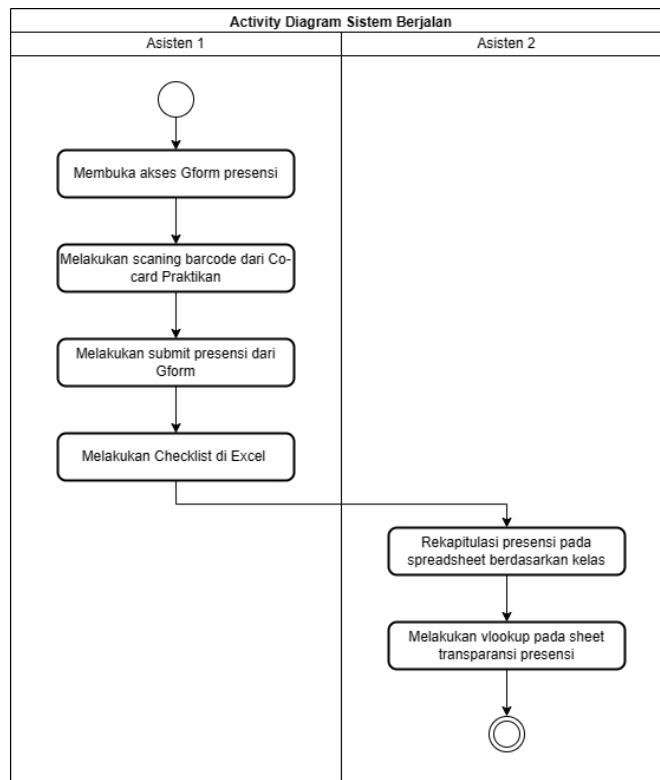 Activity Diagram Sistem Berjalan
Asisten 1
Asisten 2
Membuka akses Gform presensi
Melakukan scaning barcode dari Co-
card Praktikan
Melakukan submit presensi dari
Gform
Melakukan Checklist di Excel
Rekapitulasi presensi pada
spreadsheet berdasarkan kelas
Melakukan vlookup pada sheet
transparansi presensi